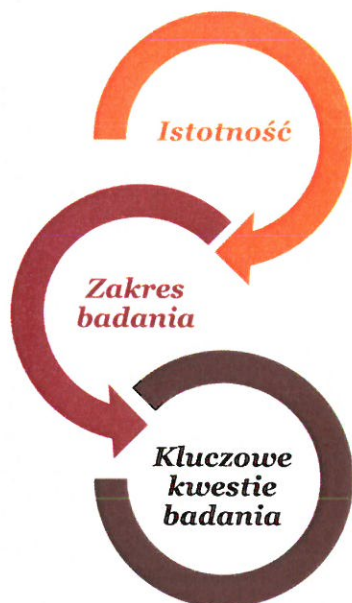 Istotność
Zakres
badania
Kluczowe
kwestie
badania